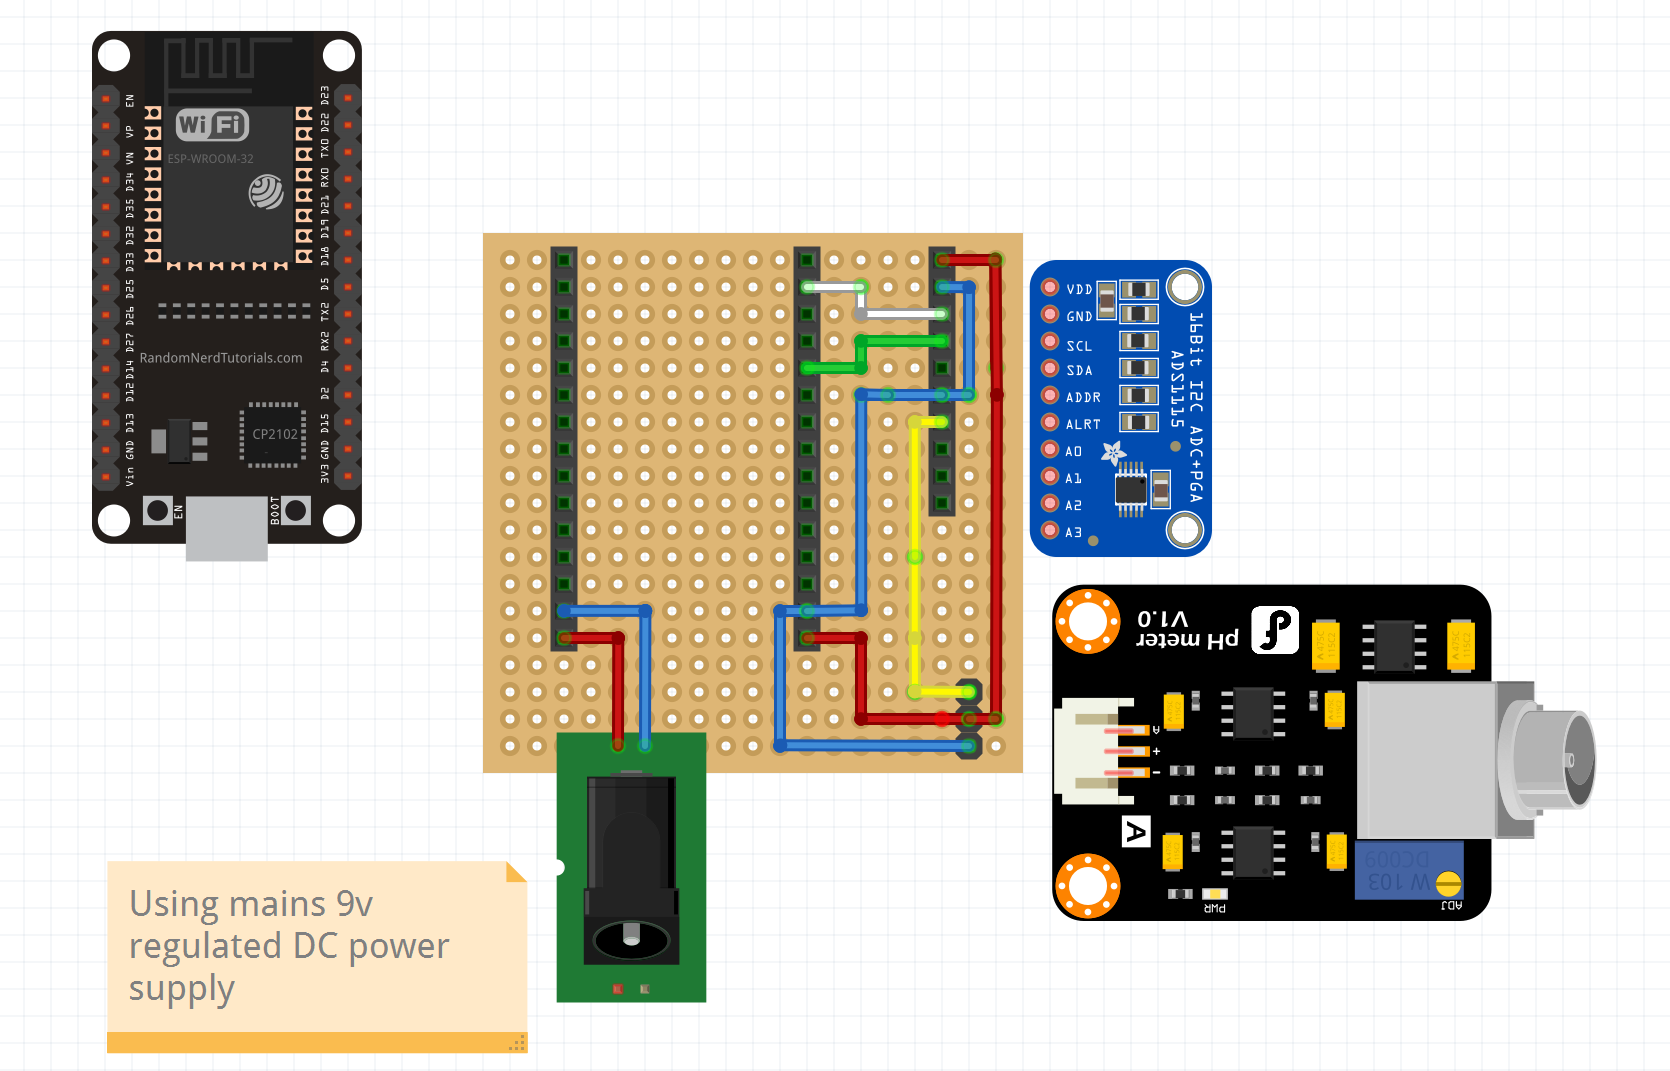 EN
VP
VN
D34
D35
D32
D33
D25
D26
D27
D14
D12
D13
GND
Vin
D23
D22
TX0
RX0
D21
D19
D18
D5
TX2
RX2
D4
D2
D15
GND
3V3
WiFi
ESP-WROOM-32
RandomNerdTutorials.com
CP2102
EN
BOOT
VDD
GND
SCL
SDA
ADDR
ALRT
A0
A1
A2
A3
16Bit I2C ADC+PGA
ADS1115
pH meter
V1.0
A
+
-
A
PWR
DC009
W 103
ADJ
Using mains 9v
regulated DC power
supply